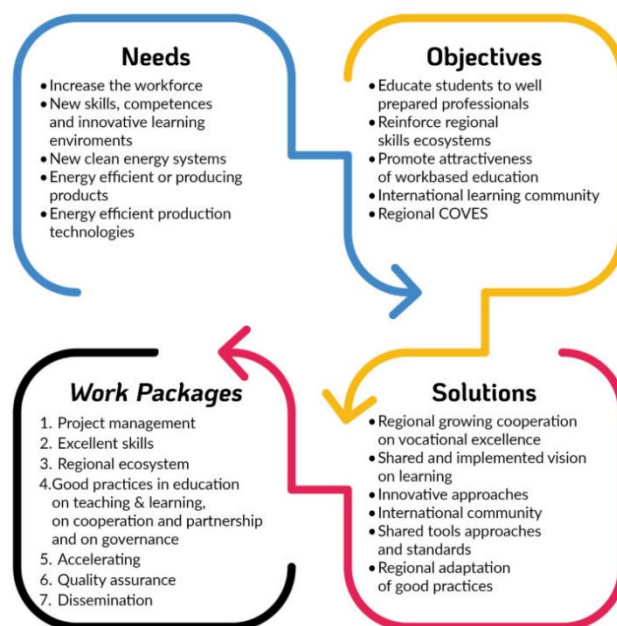 Needs
• Increase the workforce
• New skills, competences
and innovative learning
enviroments
• New clean energy systems
• Energy efficient or producing
products
• Energy efficient production
technologies
Objectives
• Educate students to well
prepared professionals
• Reinforce regional
skills ecosystems
• Promote attractiveness
of workbased education
• International learning community
• Regional COVES
Work Packages
1. Project management
2. Excellent skills
3. Regional ecosystem
4.Good practices in education
on teaching & learning,
on cooperation and partnership
and on governance
5. Accelerating
6. Quality assurance
7. Dissemination
Solutions
• Regional growing cooperation
on vocational excellence
• Shared and implemented vision
on learning
• Innovative approaches
• International community
• Shared tools approaches
and standards
• Regional adaptation
of good practices